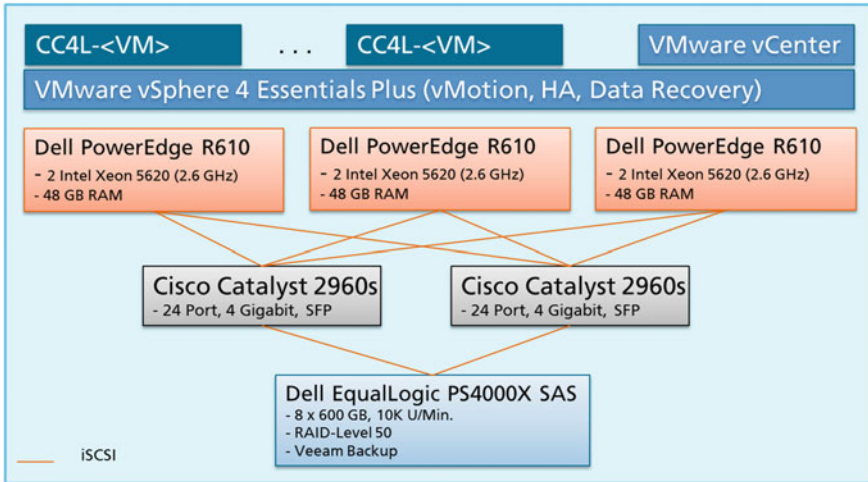 CC4L-<VM> ... CC4L-<VM> VMware vCenter
VMware vSphere 4 Essentials Plus (vMotion, HA, Data Recovery)
Dell PowerEdge R610
- 2 Intel Xeon 5620 (2.6 GHz)
- 48 GB RAM
Dell PowerEdge R610
- 2 Intel Xeon 5620 (2.6 GHz)
- 48 GB RAM
Dell PowerEdge R610
- 2 Intel Xeon 5620 (2.6 GHz)
- 48 GB RAM
Cisco Catalyst 2960s
- 24 Port, 4 Gigabit, SFP
Cisco Catalyst 2960s
- 24 Port, 4 Gigabit, SFP
Dell EqualLogic PS4000X SAS
- 8 x 600 GB, 10K U/Min.
- RAID-Level 50
- Veeam Backup
iSCSI